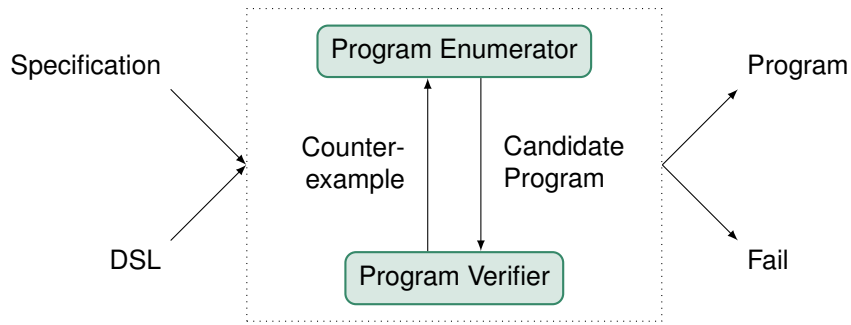 Program Enumerator
Specification
Program
Counter-
example
Candidate
Program
DSL
Program Verifier
Fail